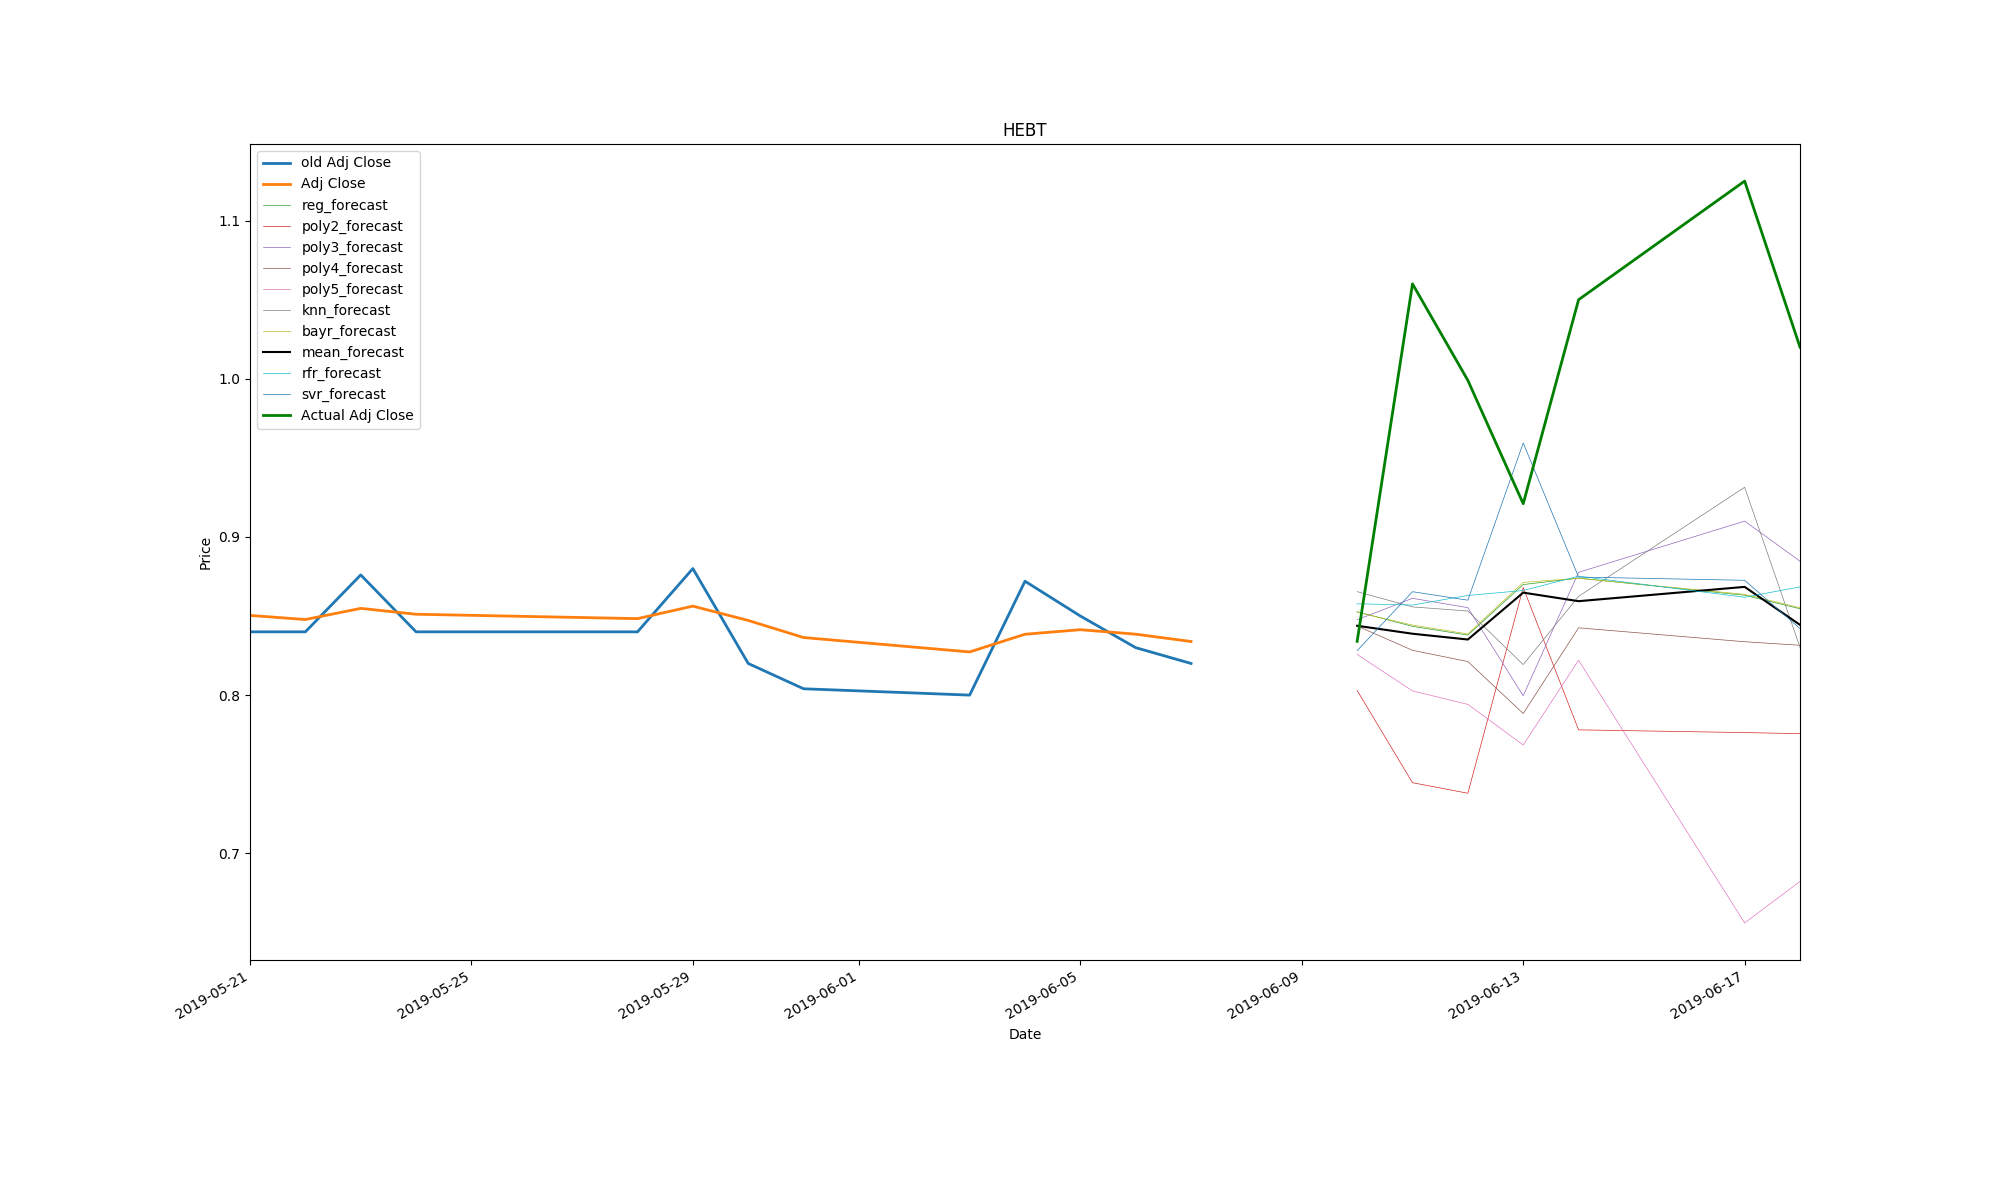 HEBT
old Adj Close
Adj Close
reg_forecast
poly2_forecast
poly3_forecast
poly4_forecast
poly5_forecast
knn_forecast
bayr_forecast
mean_forecast
rfr_forecast
svr_forecast
Actual Adj Close
1.1
1.0
0.9
0.8
0.7
Price
2019-05-21
2019-05-25
2019-05-29
2019-06-01
2019-06-05
2019-06-09
2019-06-13
2019-06-17
Date